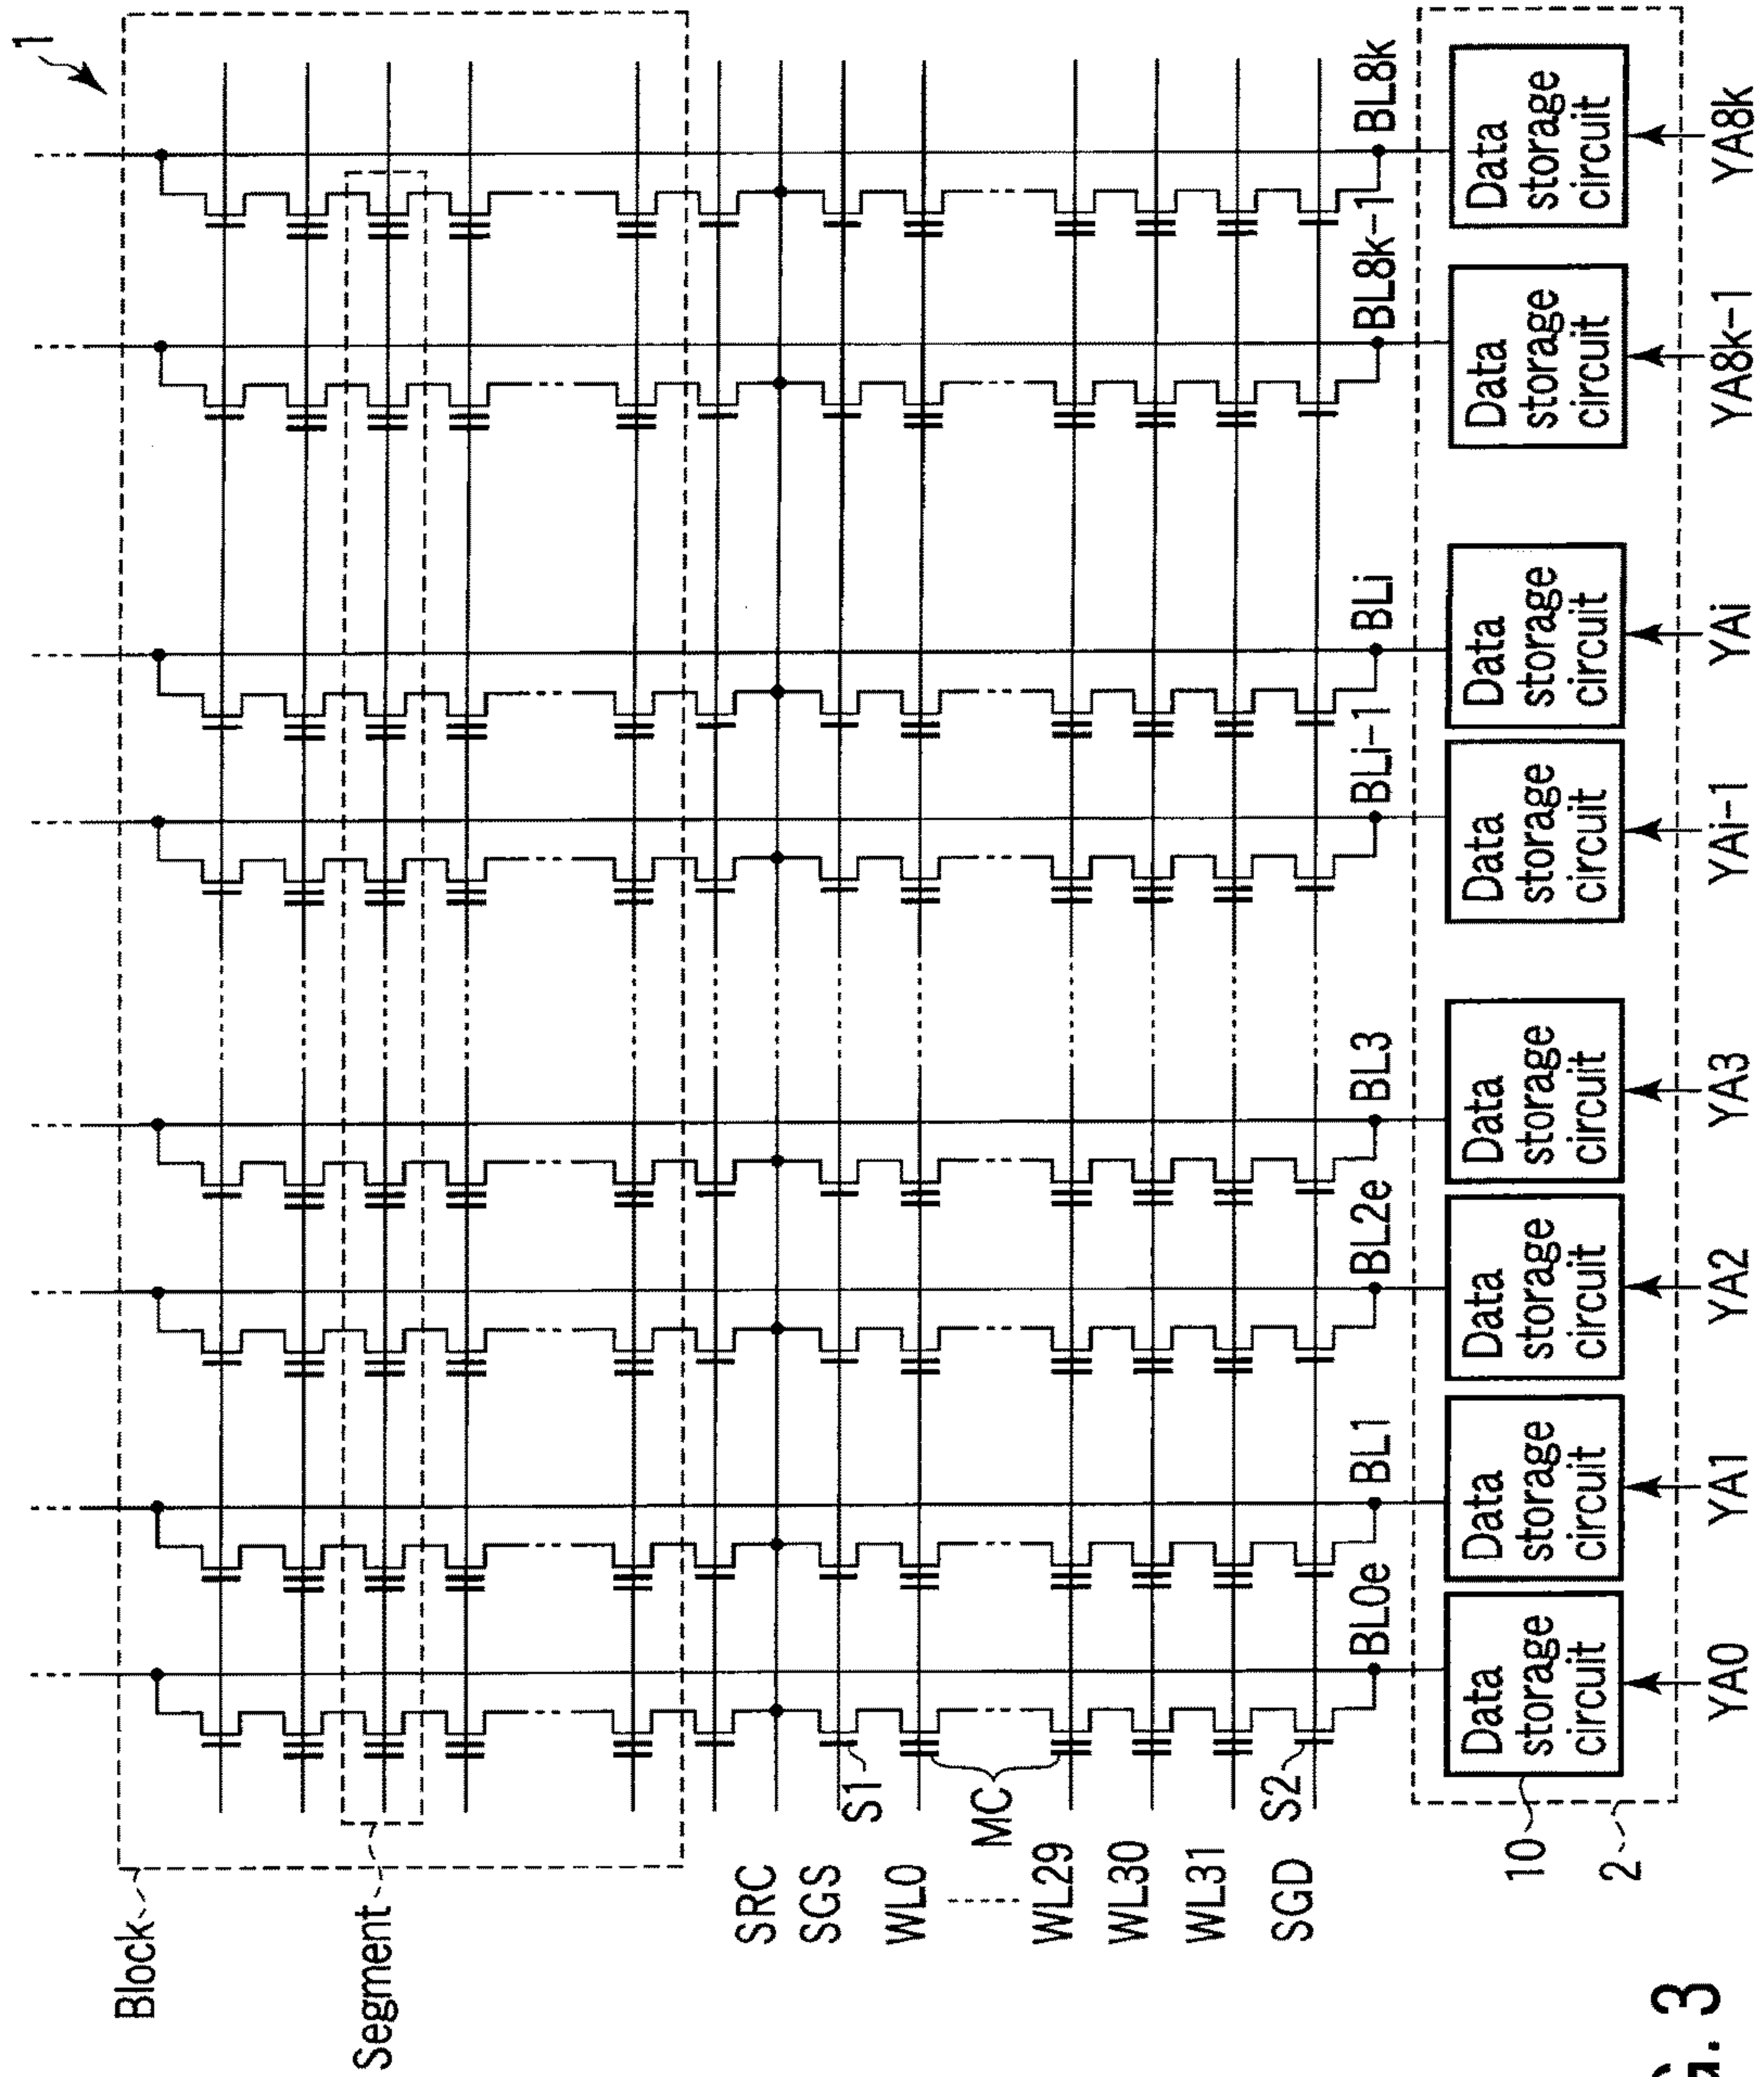 1
Block
Segment
SRC
SGS
S1
WL0
MC
WL29
WL30
WL31
S2
SGD
BL0e
BL1
BL2e
BL3
BLi-1
BLi
BL8k-1
BL8k
Data
storage
circuit
Data
storage
circuit
Data
storage
circuit
Data
storage
circuit
Data
storage
circuit
Data
storage
circuit
Data
storage
circuit
Data
storage
circuit
10
2
YA0
YA1
YA2
YA3
YAi-1
YAi
YA8k-1
YA8k
3